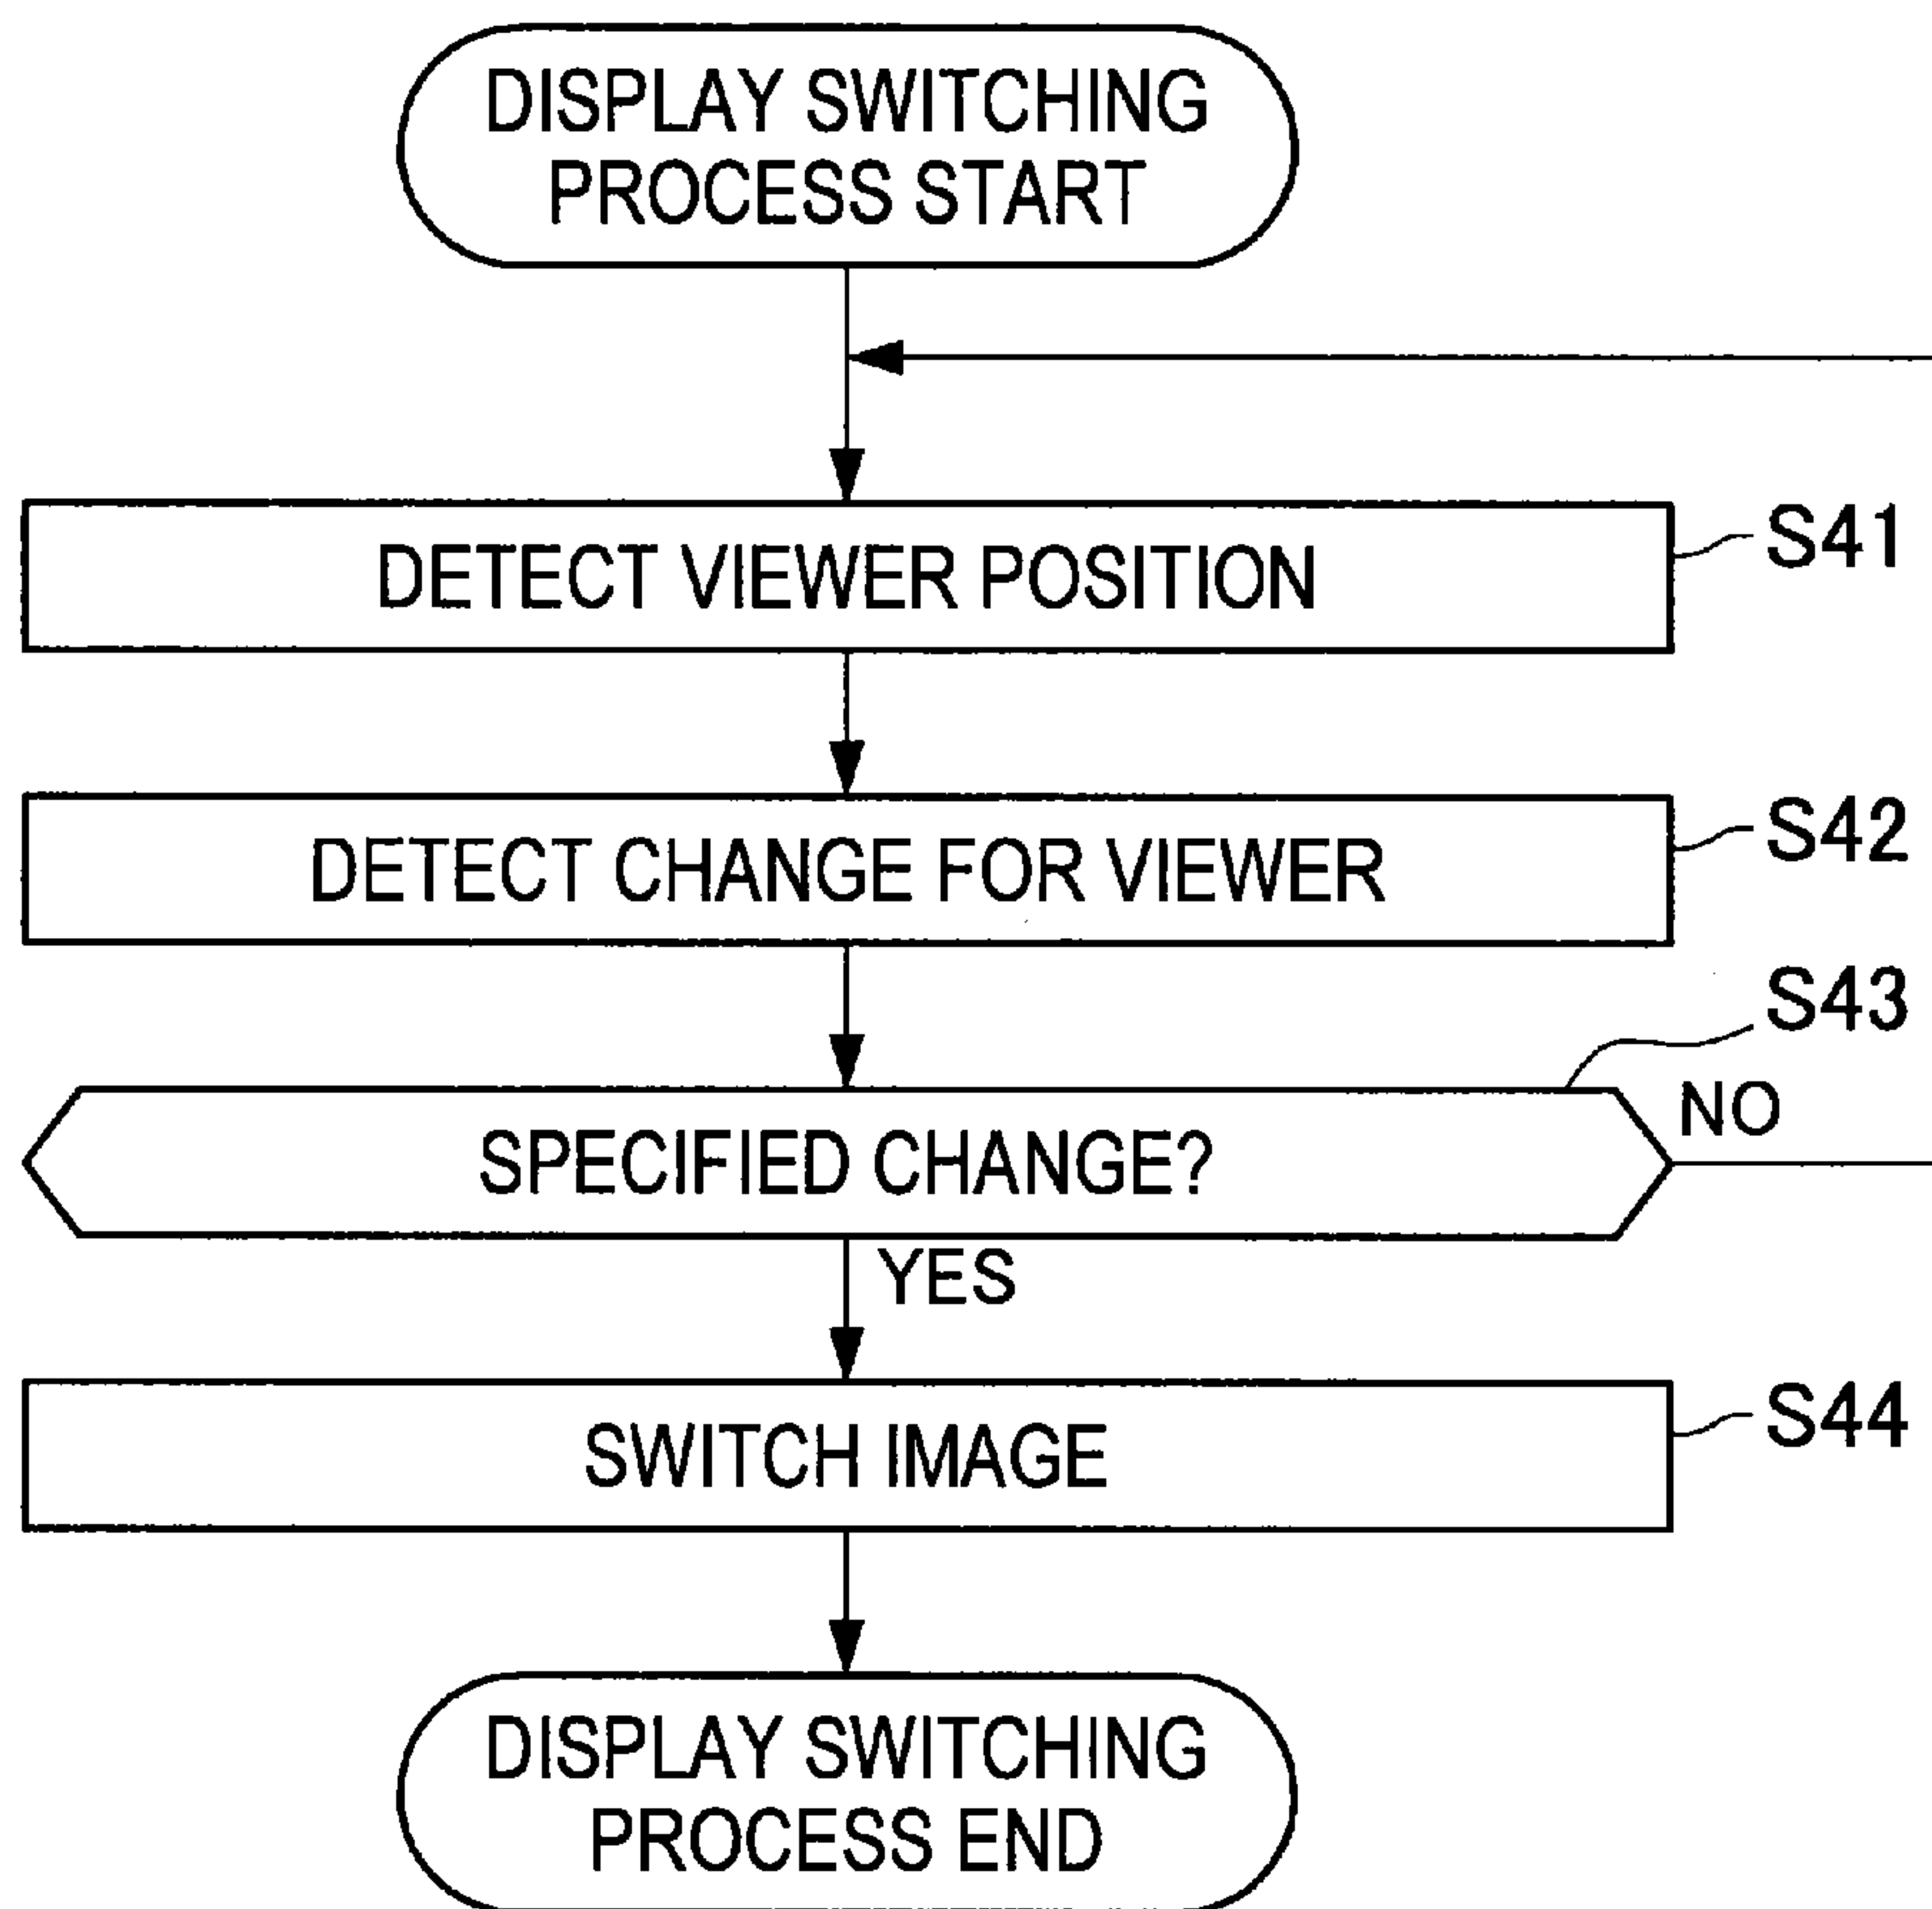 DISPLAY SWITCHING
PROCESS START
DETECT VIEWER POSITION
S41
DETECT CHANGE FOR VIEWER
S42
S43
SPECIFIED CHANGE?
NO
YES
SWITCH IMAGE
S44
DISPLAY SWITCHING
PROCESS END